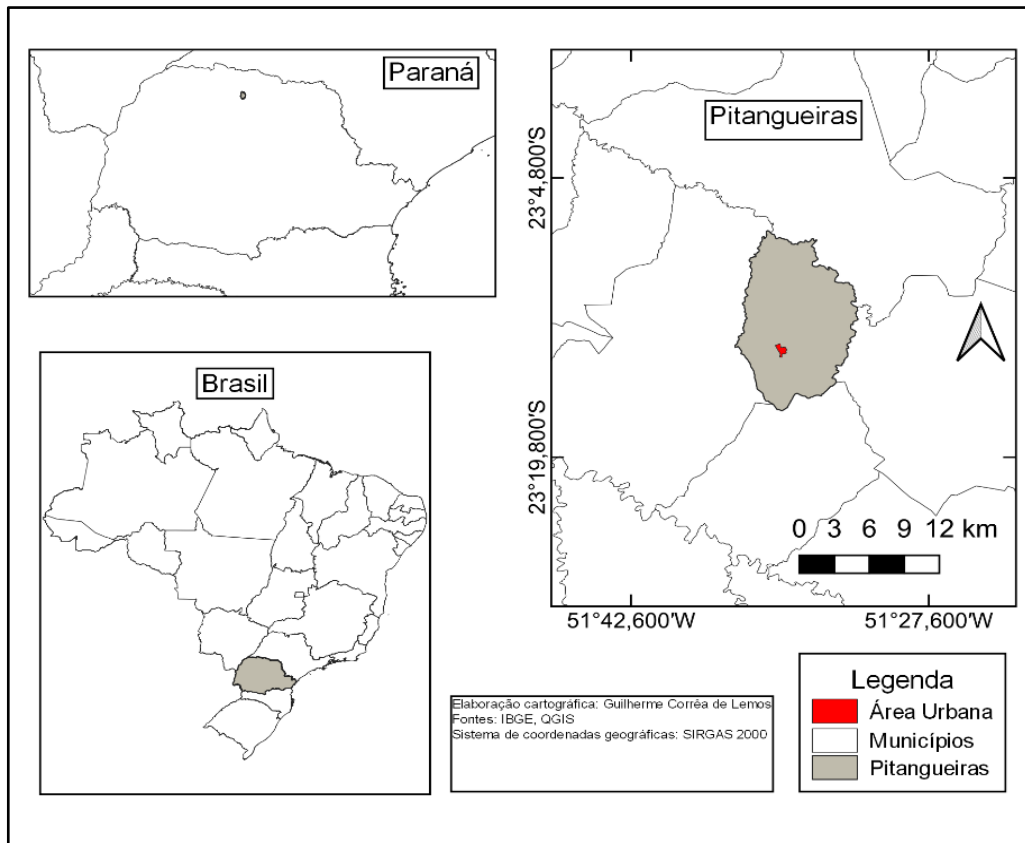 Paraná
Pitangueiras
23°4,800'S
23°19,800'S
0 3 6 9 12 km
51°42,600'W
51°27,600'W
Brasil
Elaboração cartográfica: Guilherme Corrêa de Lemos
Fontes: IBGE, QGIS
Sistema de coordenadas geográficas: SIRGAS 2000
Legenda
Área Urbana
Municípios
Pitangueiras